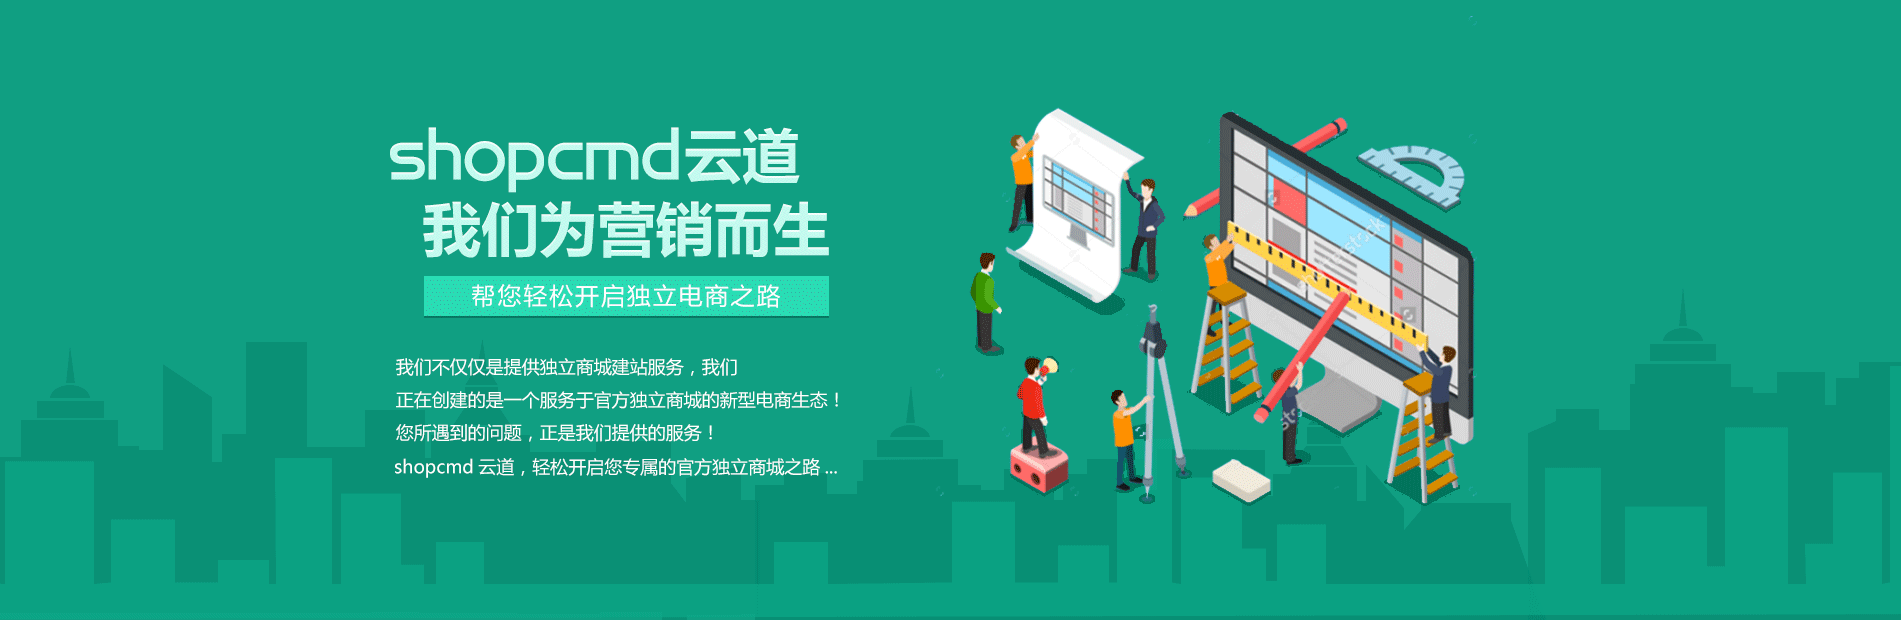 shopcmd云道
我们为营销而生
帮您轻松开启独立电商之路
我们不仅仅是提供独立商城建站服务，我们
正在创建的是一个服务于官方独立商城的新型电商生态！
您所遇到的问题，正是我们提供的服务！
shopcmd 云道，轻松开启您专属的官方独立商城之路 ...